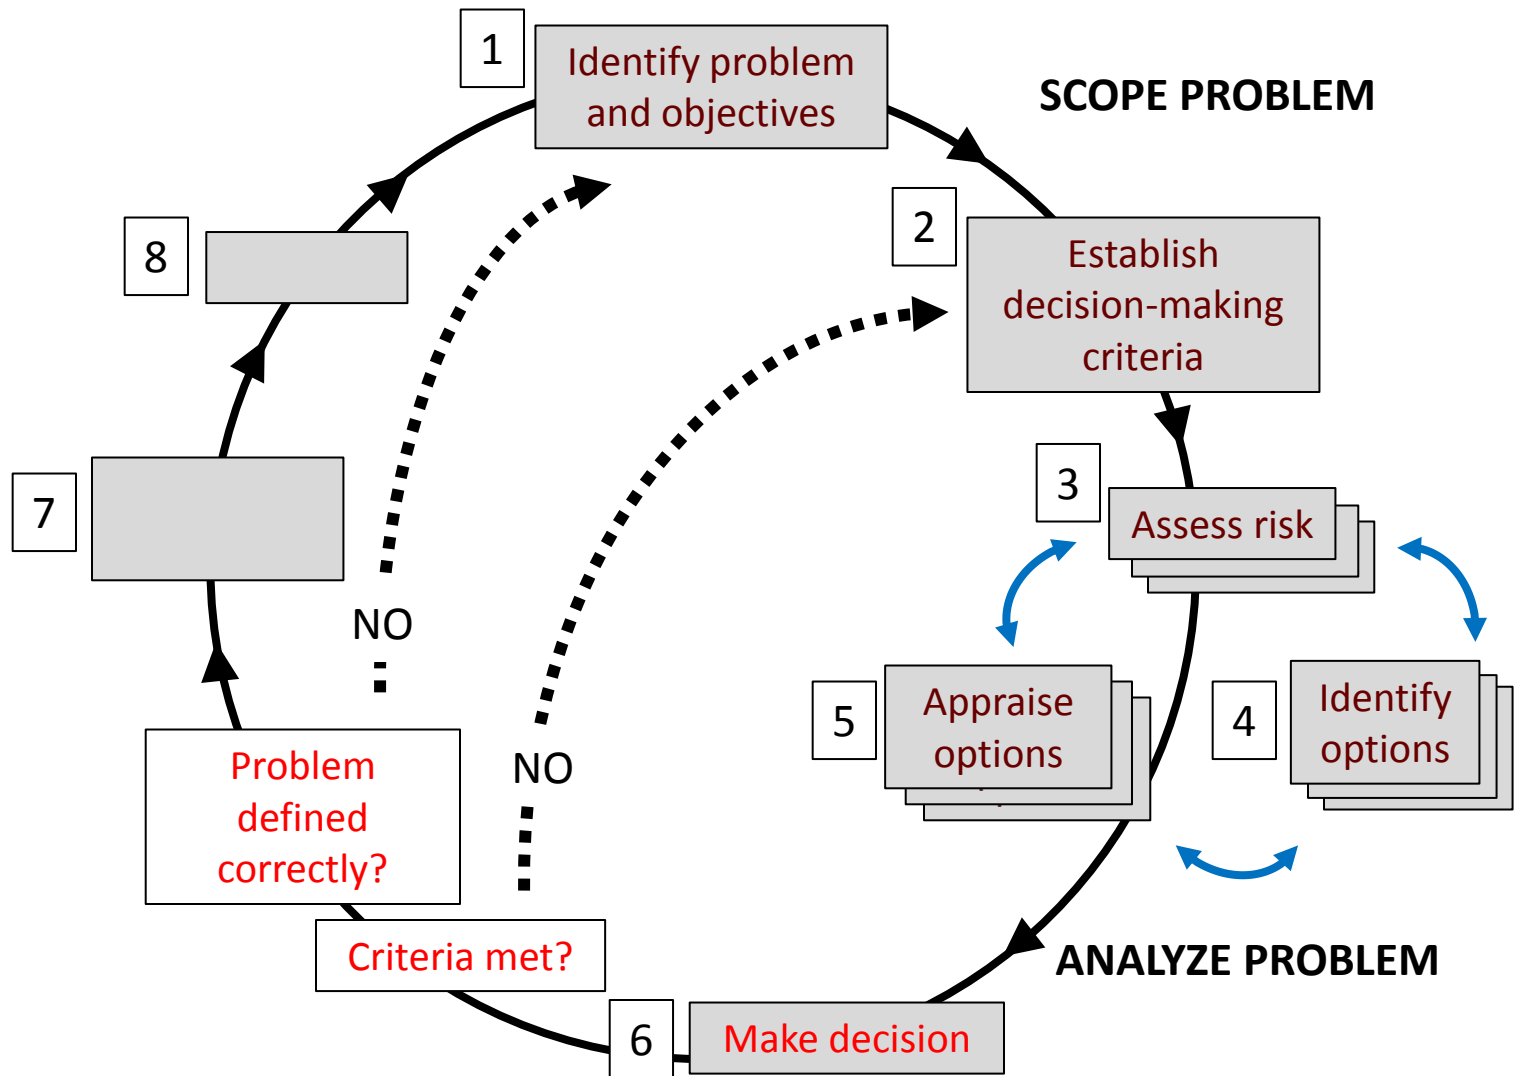 1
Identify problem
and objectives
SCOPE PROBLEM
2
Establish
decision-making
criteria
8
3
Assess risk
7
NO
5
Appraise
options
4
Identify
options
NO
Problem
defined
correctly?
Criteria met?
ANALYZE PROBLEM
6
Make decision